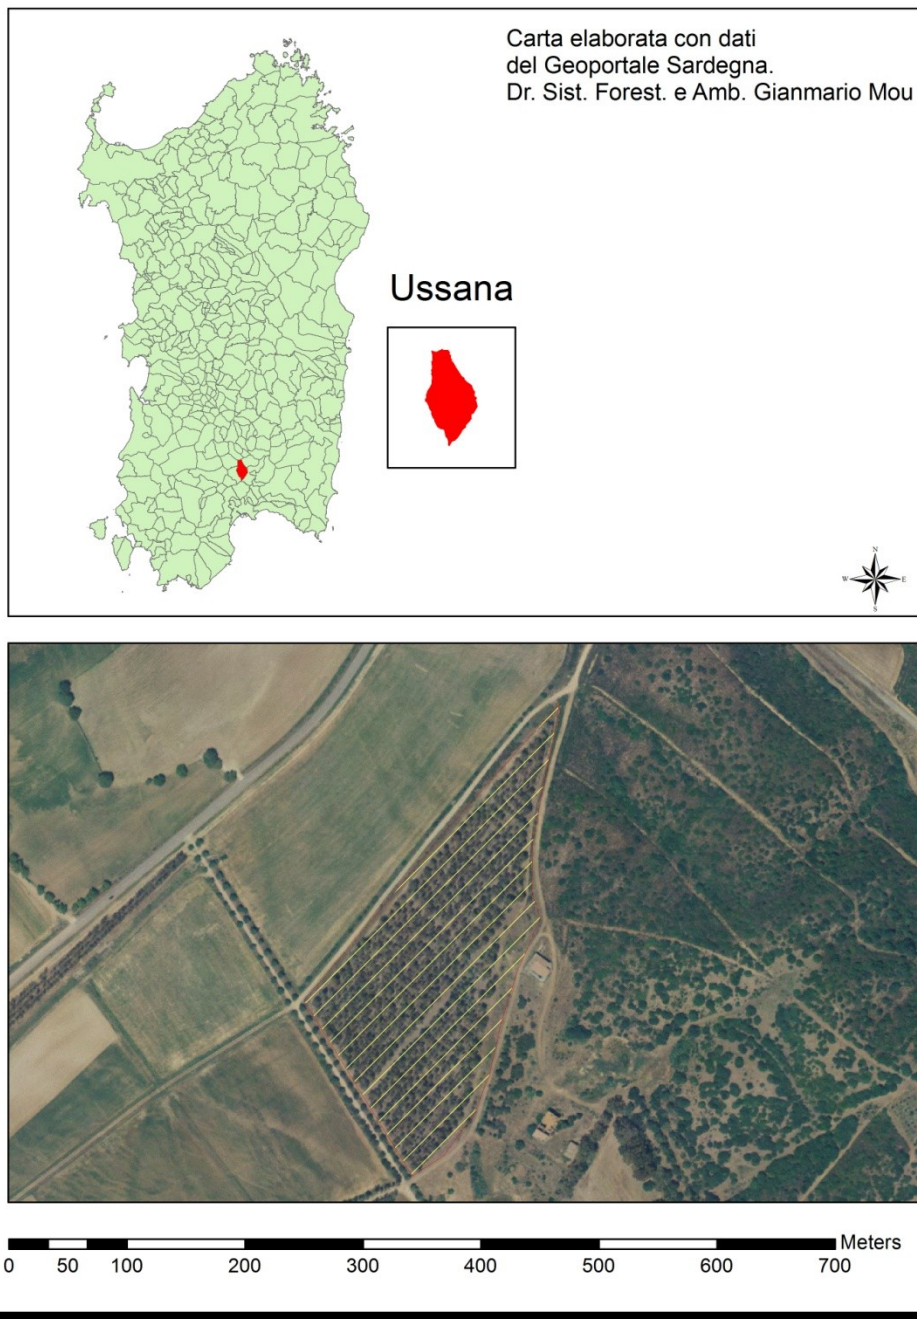 Carta elaborata con dati
del Geoportale Sardegna.
Dr. Sist. Forest. e Amb. Gianmario Mou
Ussana
N
W E
S
Meters
0 50 100 200 300 400 500 600 700